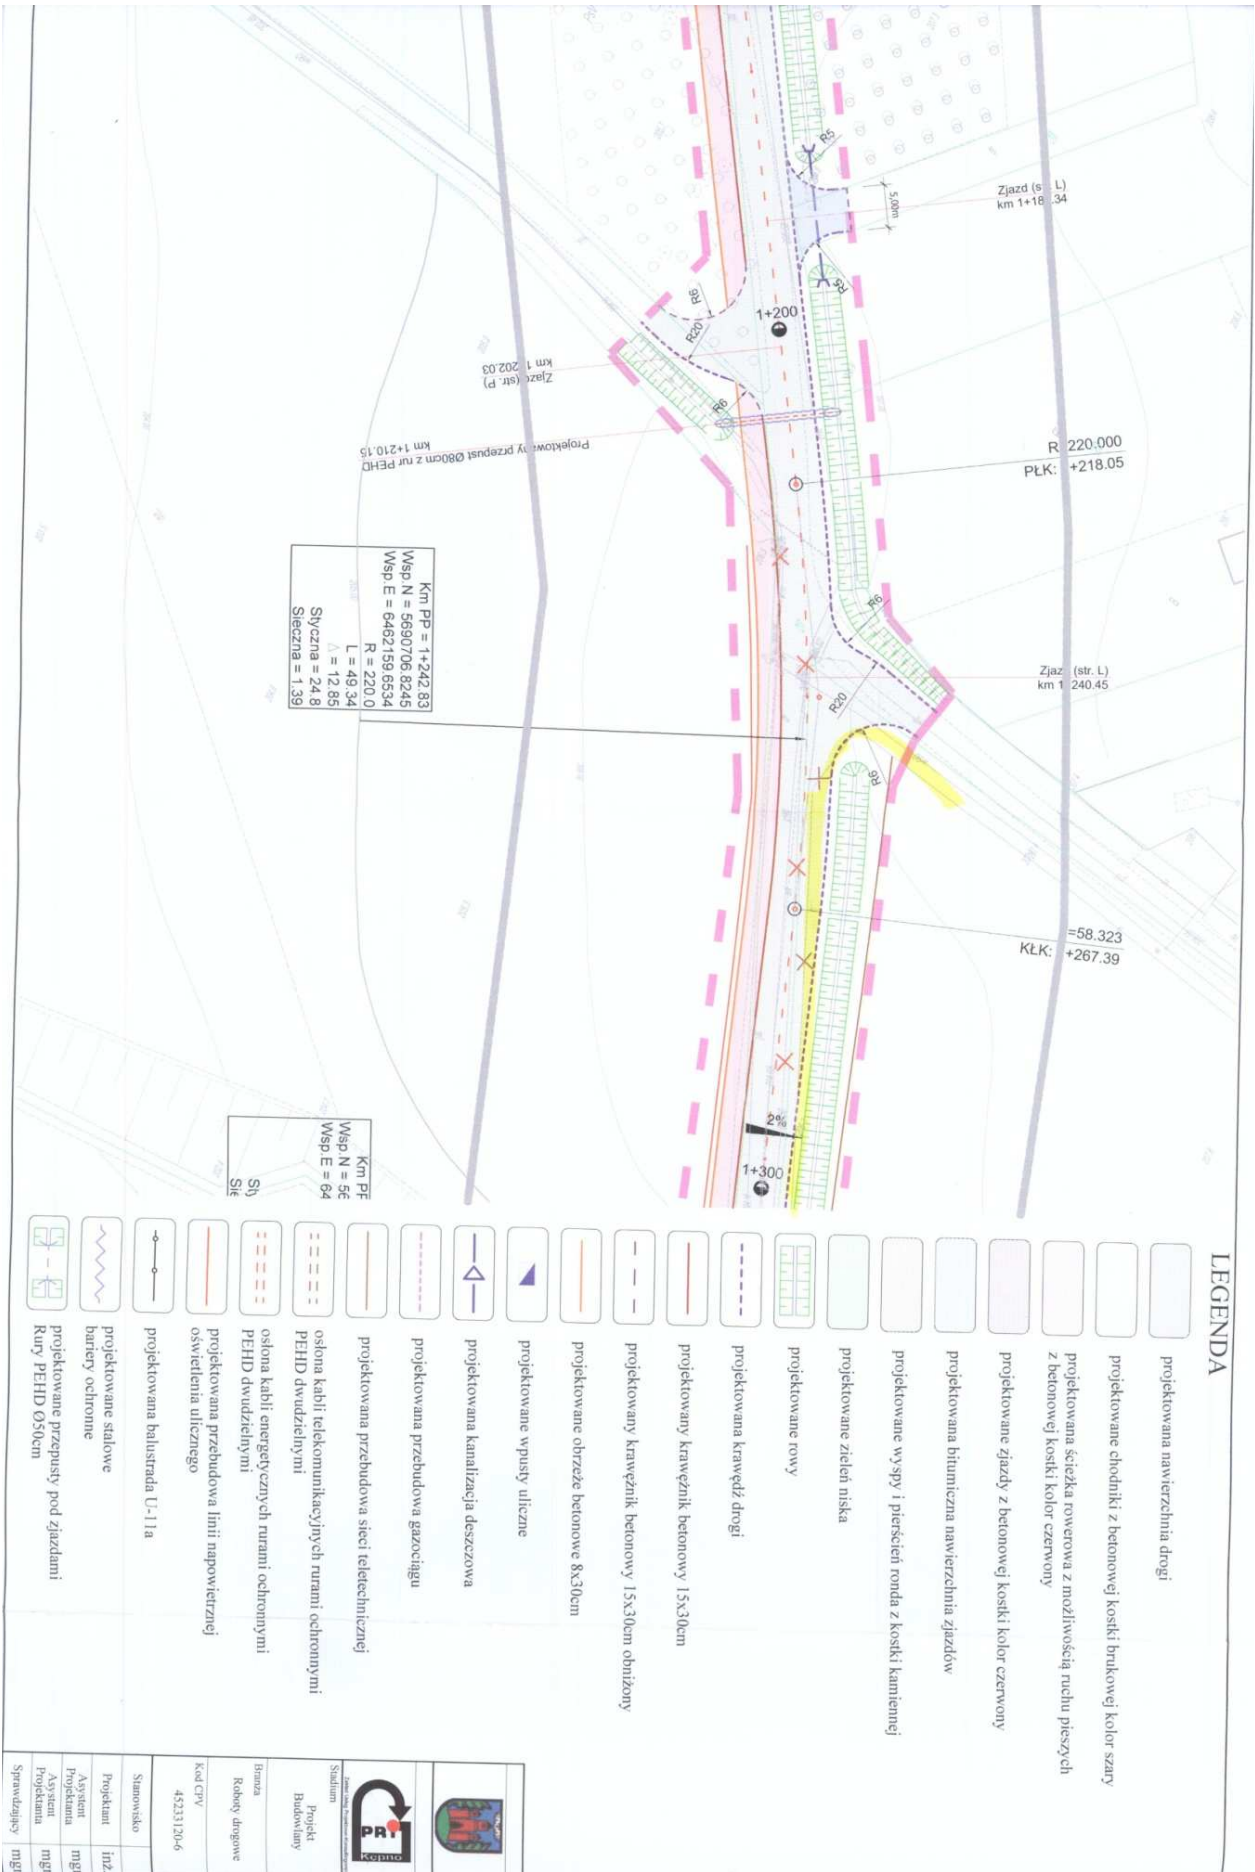 Zjazd (s L)
km 1+18 .34
5,00m
R5
R5
1+200
R6
R20
R6
Zjazd (str. P)
km 1 202.03
Projektowany przepust Ø80cm z rur PEHD
km 1+210.15
R 220.000
PŁK: +218.05
R6
Zjaz (str. L)
km 1 240.45
R20
R6
Km PP = 1+242.83
Wsp.N = 5690706.8245
Wsp.E = 6462159.6534
R = 220.0
L = 49.34
△ = 12.85
Styczna = 24.8
Sieczna = 1.39
=58.323
KŁK: +267.39
2%
1+300
Km PF
Wsp.N = 56
Wsp.E = 64
Sty
Sie
LEGENDA
projektowana nawierzchnia drogi
projektowane chodniki z betonowej kostki brukowej kolor szary
projektowana ścieżka rowerowa z możliwością ruchu pieszych
z betonowej kostki kolor czerwony
projektowane zjazdy z betonowej kostki kolor czerwony
projektowana bitumiczna nawierzchnia zjazdów
projektowane wyspy i pierścień ronda z kostki kamiennej
projektowane zieleń niska
projektowane rowy
projektowana krawędź drogi
projektowany krawężnik betonowy 15x30cm
projektowany krawężnik betonowy 15x30cm obniżony
projektowane obrzeże betonowe 8x30cm
projektowane wpusty uliczne
projektowana kanalizacja deszczowa
projektowana przebudowa gazociągu
projektowana przebudowa sieci teletechnicznej
osłona kabli telekomunikacyjnych rurami ochronnymi
PEHD dwudzielnymi
osłona kabli energetycznych rurami ochronnymi
PEHD dwudzielnymi
projektowana przebudowa linii napowietrznej
oświetlenia ulicznego
projektowana balustrada U-11a
projektowane stalowe
bariery ochronne
projektowane przepusty pod zjazdami
Rury PEHD Ø50cm
PRI
Kępno
Stadium
Projekt
Budowlany
Branża
Roboty drogowe
Kod CPV
45233120-6
Stanowisko
Projektant inż.
Asystent
Projektanta mgr
Asystent
Projektanta mgr
Sprawdzający mgr